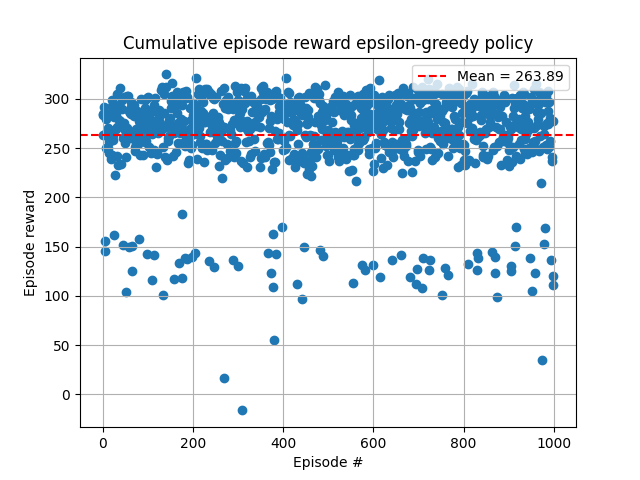 Cumulative episode reward epsilon-greedy policy
Mean = 263.89
300
250
200
150
100
50
0
Episode reward
0 200 400 600 800 1000
Episode #